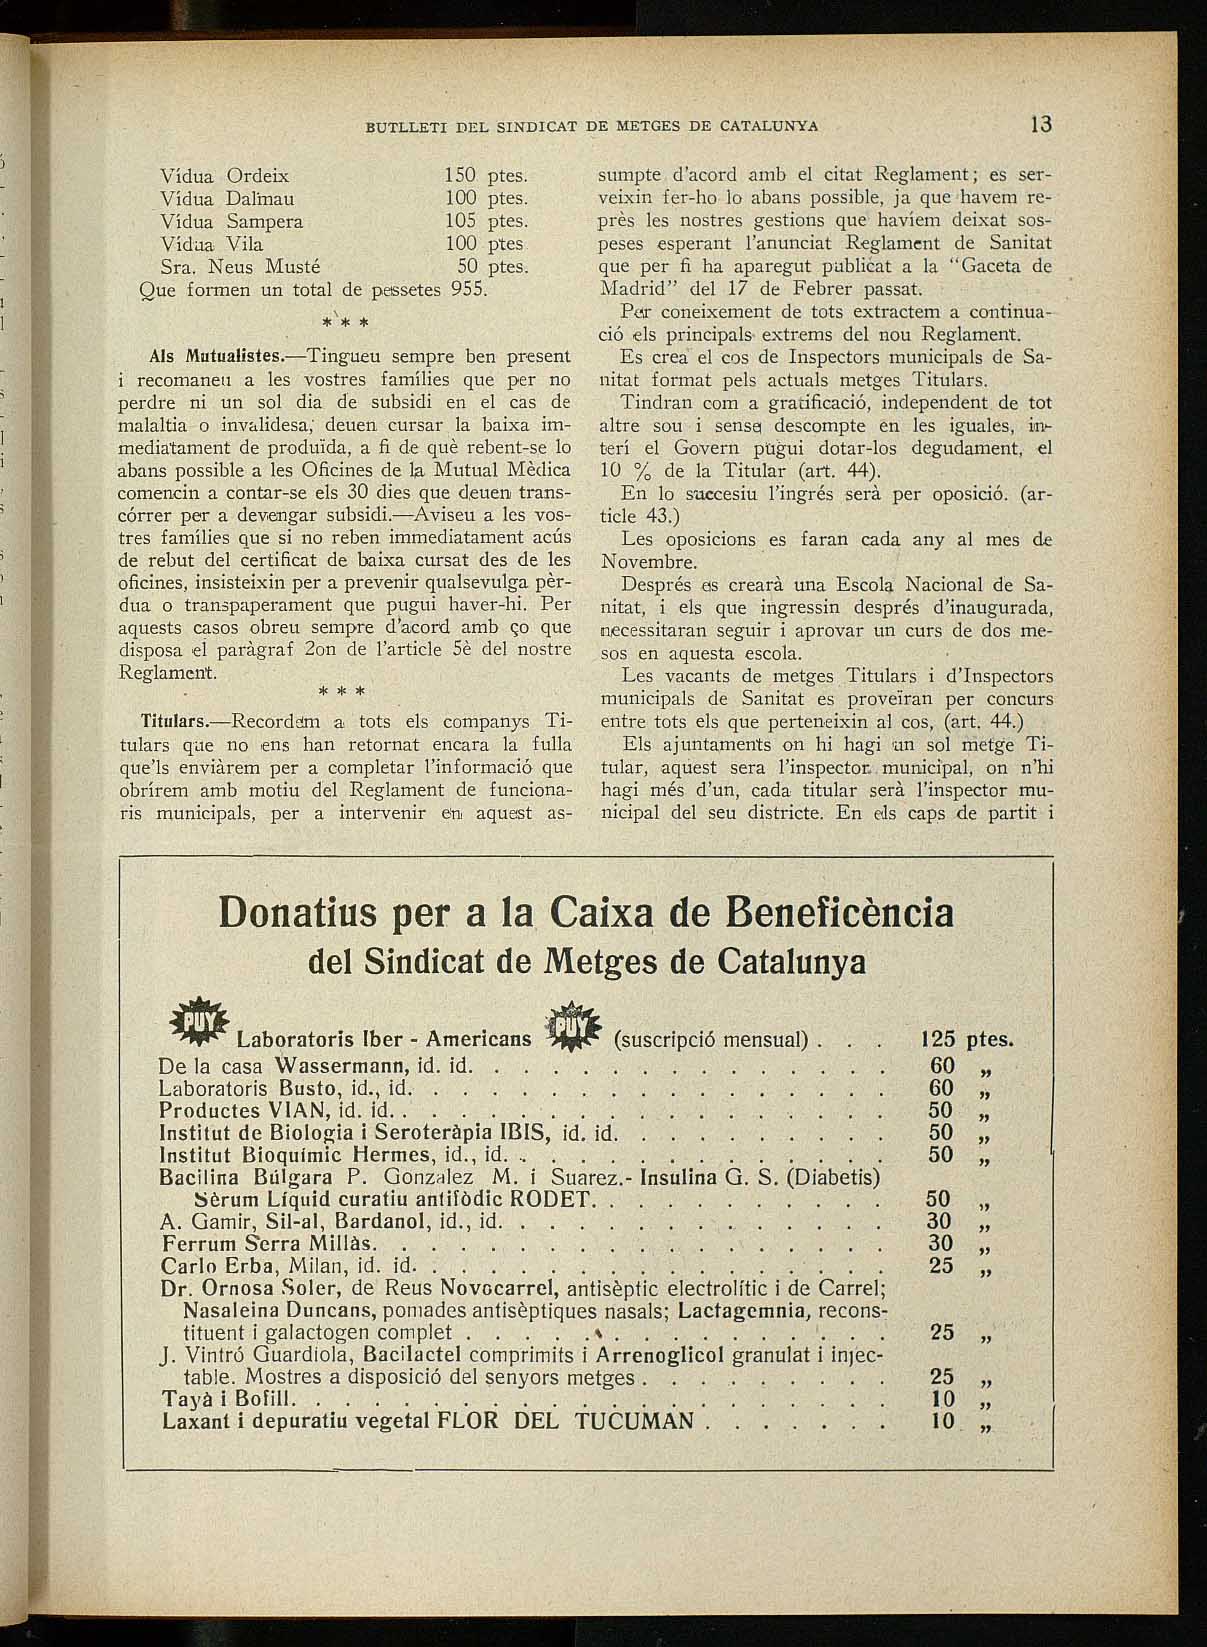 BUTLLETI DEL SINDICAT DE METGES DE CATALUNYA 13
Vídua Ordeix 150 ptes.
Vídua Dalmau 100 ptes.
Vídua Sampera 105 ptes.
Vídua Vila 100 ptes
Sra. Neus Musté 50 ptes.
Que formen un total de pessetes 955.
* * *
Als Mutualistes.—Tingueu sempre ben present
i recomaneu a les vostres famílies que per no
perdre ni un sol dia de subsidi en el cas de
malaltia o invalidesa, deuen cursar la baixa im-
mediatament de produïda, a fi de què rebent-se lo
abans possible a les Oficines de la Mutual Mèdica
comencin a contar-se els 30 dies que deuen trans-
córrer per a devengar subsidi.—Aviseu a les vos-
tres famílies que si no reben immediatament acús
de rebut del certificat de baixa cursat des de les
oficines, insisteixin per a prevenir qualsevulga pèr-
dua o transpaperament que pugui haver-hi. Per
aquests casos obreu sempre d'acord amb ço que
disposa el paràgraf 2on de l'article 5è del nostre
Reglament.
* * *
Titulars.—Recordem a tots els companys Ti-
tulars que no ens han retornat encara la fulla
que'ls enviàrem per a completar l'informació que
obrírem amb motiu del Reglament de funciona-
ris municipals, per a intervenir en aquest as-
sumpte d'acord amb el citat Reglament; es ser-
veixin fer-ho lo abans possible, ja que havem re-
près les nostres gestions que havíem deixat sos-
peses esperant l'anunciat Reglament de Sanitat
que per fi ha aparegut publicat a la "Gaceta de
Madrid" del 17 de Febrer passat.
Per coneixement de tots extractem a continua-
ció els principals extrems del nou Reglament.
Es crea el cos de Inspectors municipals de Sa-
nitat format pels actuals metges Titulars.
Tindran com a gratificació, independent de tot
altre sou i sense descompte en les iguales, in-
terí el Govern pugui dotar-los degudament, el
10 % de la Titular (art. 44).
En lo succesiu l'ingrés serà per oposició. (ar-
ticle 43.)
Les oposicions es faran cada any al mes de
Novembre.
Després es crearà una Escola Nacional de Sa-
nitat, i els que ingressin després d'inaugurada,
necessitaran seguir i aprovar un curs de dos me-
sos en aquesta escola.
Les vacants de metges Titulars i d'Inspectors
municipals de Sanitat es proveïran per concurs
entre tots els que perteneixin al cos, (art. 44.)
Els ajuntaments on hi hagi un sol metge Ti-
tular, aquest sera l'inspector municipal, on n'hi
hagi més d'un, cada titular serà l'inspector mu-
nicipal del seu districte. En els caps de partit i
Donatius per a la Caixa de Beneficència
del Sindicat de Metges de Catalunya
PUY Laboratoris Iber - Americans PUY (suscripció mensual) . . . 125 ptes.
De la casa Wassermann, id. id. . . . . . . . . . . . . . . . 60 „
Laboratoris Busto, id., id. . . . . . . . . . . . . . . . . . 60 „
Productes VIAN, id. id. . . . . . . . . . . . . . . . . . . 50 „
Institut de Biologia i Seroteràpia IBIS, id. id. . . . . . . . . . . 50 „
Institut Bioquímic Hermes, id., id. . . . . . . . . . . . . . . 50 „
Bacilina Búlgara P. Gonzalez M. i Suarez.- Insulina G. S. (Diabetis)
Sèrum Líquid curatiu antifòdic RODET. . . . . . . . . . . 50 „
A. Gamir, Sil-al, Bardanol, id., id. . . . . . . . . . . . . . . 30 „
Ferrum Serra Millàs. . . . . . . . . . . . . . . . . . . 30 „
Carlo Erba, Milan, id. id. . . . . . . . . . . . . . . . . . 25 „
Dr. Ornosa Soler, de Reus Novocarrel, antisèptic electrolític i de Carrel;
Nasaleina Duncans, pomades antisèptiques nasals; Lactagemnia, recons-
tituent i galactogen complet . . . . . . . . . . . . . . . 25 „
J. Vintró Guardiola, Bacilactel comprimits i Arrenoglicol granulat i injec-
table. Mostres a disposició del senyors metges . . . . . . . . . 25 „
Tayà i Bofill. . . . . . . . . . . . . . . . . . . . . . 10 „
Laxant i depuratiu vegetal FLOR DEL TUCUMAN . . . . . . . 10 „